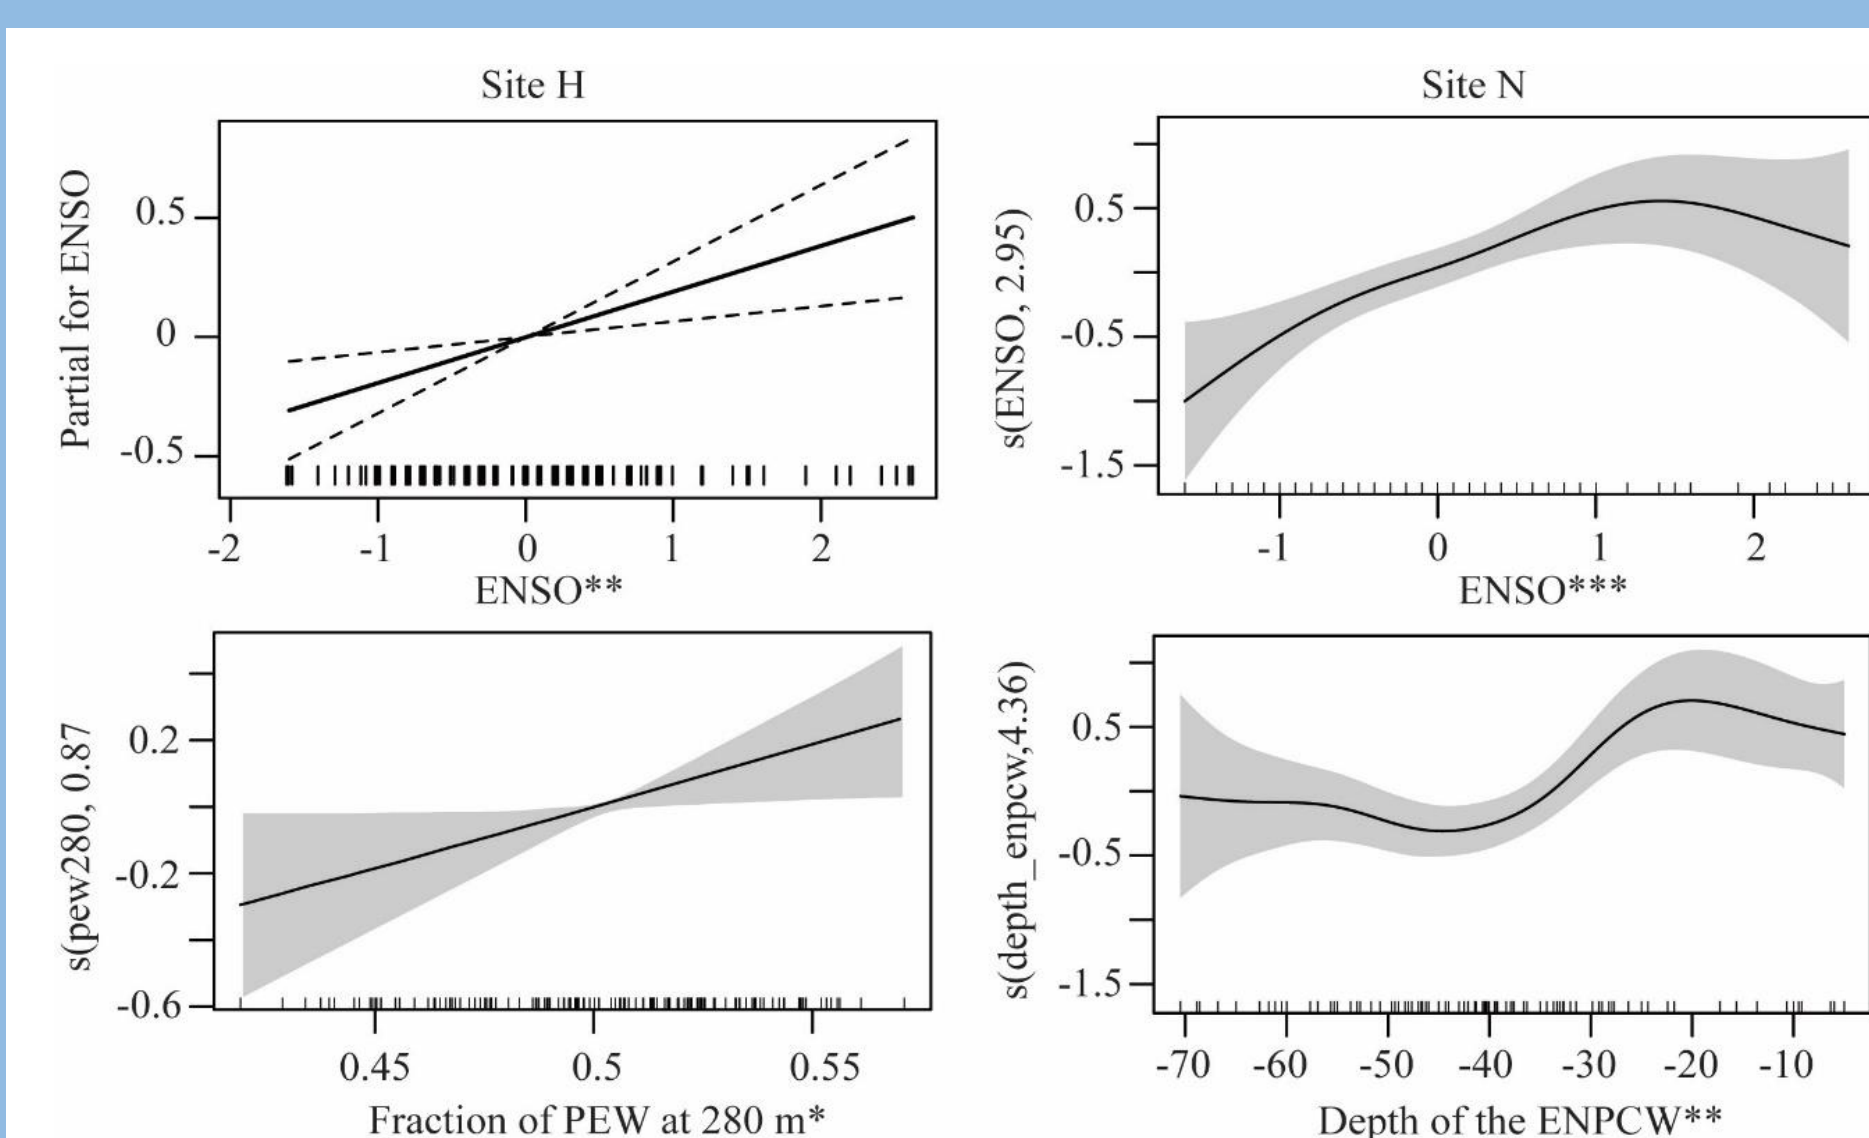 Site H
Partial for ENSO
0.5
0
-0.5
-2 -1 0 1 2
ENSO**
Site N
s(ENSO, 2.95)
0.5
-0.5
-1.5
-1 0 1 2
ENSO***
s(pew280, 0.87
0.2
-0.2
-0.6
0.45 0.5 0.55
Fraction of PEW at 280 m*
s(depth_enpcw,4.36)
0.5
-0.5
-1.5
-70 -60 -50 -40 -30 -20 -10
Depth of the ENPCW**